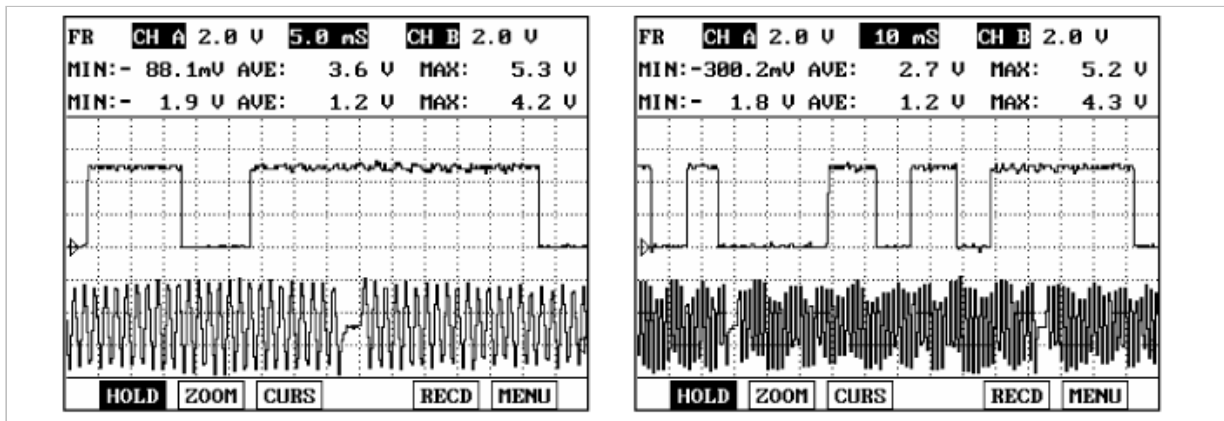 FR CH A 2.0 V 5.0 mS CH B 2.0 V
MIN:- 88.1mV AVE: 3.6 V MAX: 5.3 V
MIN:- 1.9 V AVE: 1.2 V MAX: 4.2 V
HOLD ZOOM CURS RECD MENU
FR CH A 2.0 V 10 mS CH B 2.0 V
MIN:-300.2mV AVE: 2.7 V MAX: 5.2 V
MIN:- 1.8 V AVE: 1.2 V MAX: 4.3 V
HOLD ZOOM CURS RECD MENU